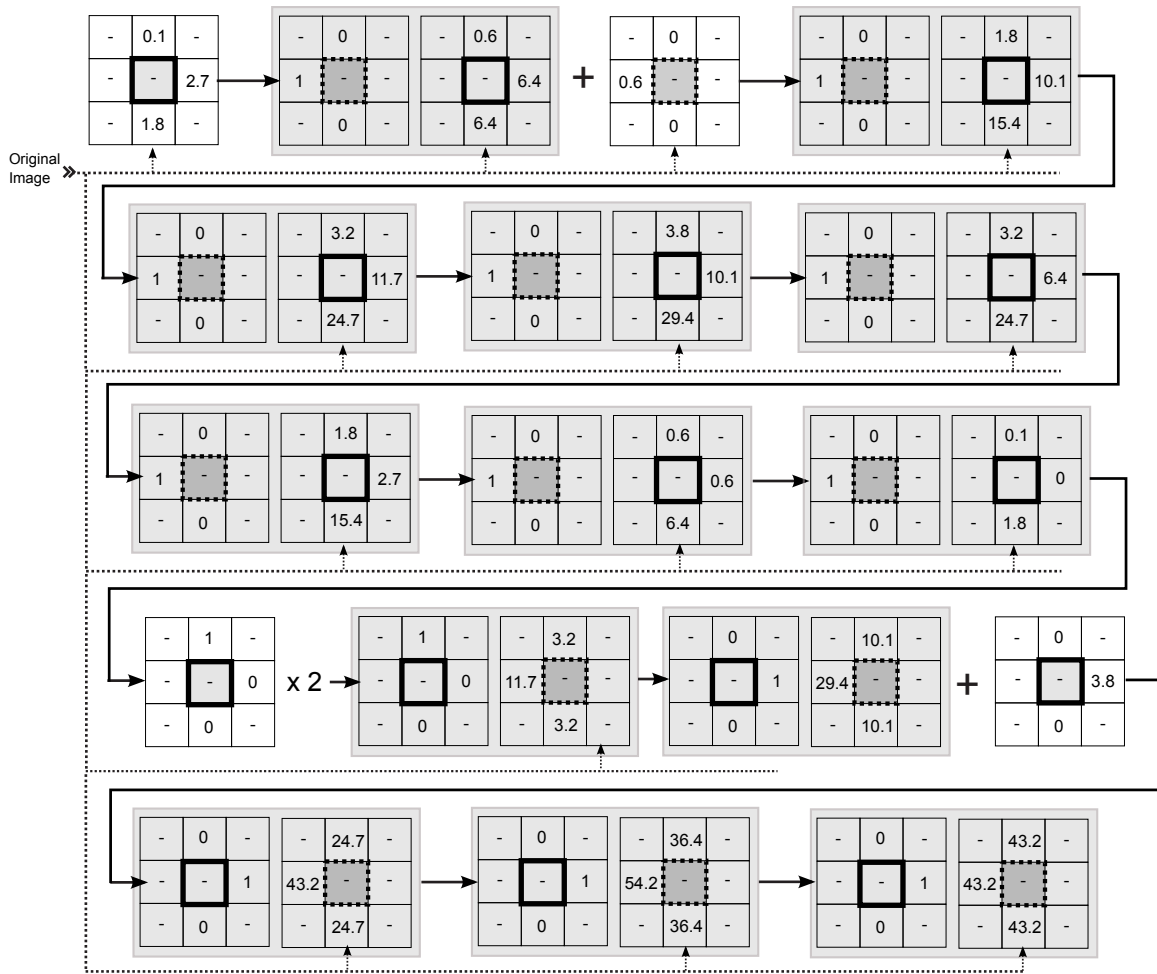 - 0.1 - - 0 - - 0.6 - - 0 - - 0 - - 1.8 -
- - 2.7 1 - - - - 6.4 + 0.6 - - 1 - - - - 10.1
- 1.8 - - 0 - - 6.4 - - 0 - - 0 - - 15.4 -
Original
Image
- 0 - - 3.2 - - 0 - - 3.8 - - 0 - - 3.2 -
1 - - - - 11.7 1 - - - - 10.1 1 - - - - 6.4
- 0 - - 24.7 - - 0 - - 29.4 - - 0 - - 24.7 -
- 0 - - 1.8 - - 0 - - 0.6 - - 0 - - 0.1 -
1 - - - - 2.7 1 - - - - 0.6 1 - - - - 0
- 0 - - 15.4 - - 0 - - 6.4 - - 0 - - 1.8 -
- 1 - - 1 - - 3.2 - - 0 - - 10.1 - - 0 -
- - 0 x 2 - - 0 11.7 - - - - 1 29.4 - - + - - 3.8
- 0 - - 0 - - 3.2 - - 0 - - 10.1 - - 0 -
- 0 - - 24.7 - - 0 - - 36.4 - - 0 - - 43.2 -
- - 1 43.2 - - - - 1 54.2 - - - - 1 43.2 - -
- 0 - - 24.7 - - 0 - - 36.4 - - 0 - - 43.2 -